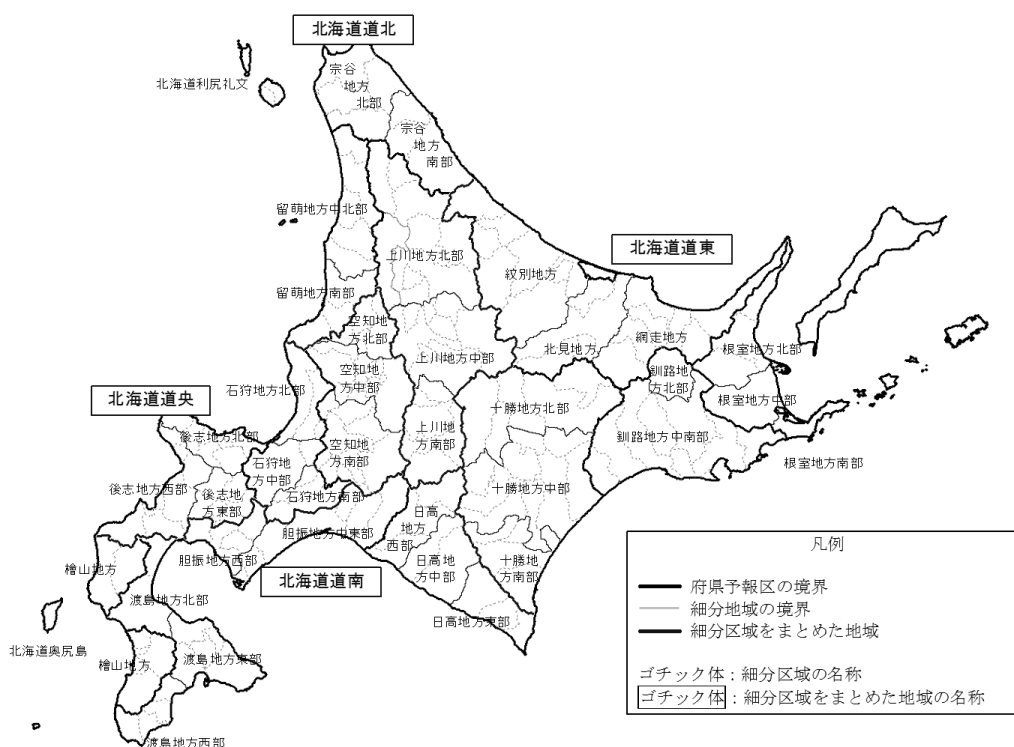 北海道道北
宗谷
地方
北部
北海道利尻礼文
宗谷
地方
南部
留萌地方中北部
上川地方北部
北海道道東
紋別地方
留萌地方南部
空知地
方北部
上川地方中部
北見地方
網走地方
根室地方北部
釧路地
方北部
空知地
方中部
石狩地方北部
北海道道央
根室地方中部
十勝地方北部
後志地方北部
空知地
方南部
上川地
方南部
釧路地方中南部
根室地方南部
石狩地
方中部
後志地方西部
後志地
方東部
石狩地方南部
十勝地方中部
日高
地方
西部
胆振地方中東部
胆振地方西部
日高地
方中部
十勝地
方南部
檜山地方
北海道道南
渡島地方北部
日高地方東部
北海道奥尻島
檜山地方
渡島地方東部
渡島地方西部
凡例
府県予報区の境界
細分地域の境界
細分区域をまとめた地域
ゴチック体：細分区域の名称
ゴチック体：細分区域をまとめた地域の名称